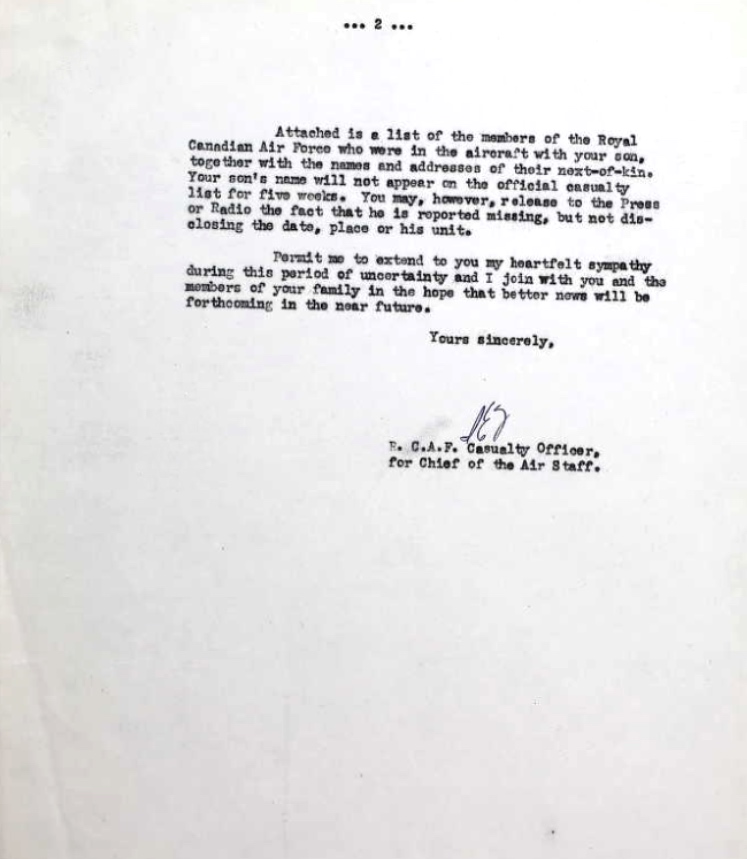 ... 2 ...
Attached is a list of the members of the Royal
Canadian Air Force who were in the aircraft with your son,
together with the names and addresses of their next-of-kin.
Your son's name will not appear on the official casualty
list for five weeks. You may, however, release to the Press
or Radio the fact that he is reported missing, but not dis-
closing the date, place or his unit.
Permit me to extend to you my heartfelt sympathy
during this period of uncertainty and I join with you and the
members of your family in the hope that better news will be
forthcoming in the near future.
Yours sincerely,
R. C.A.F. Casualty Officer,
for Chief of the Air Staff.